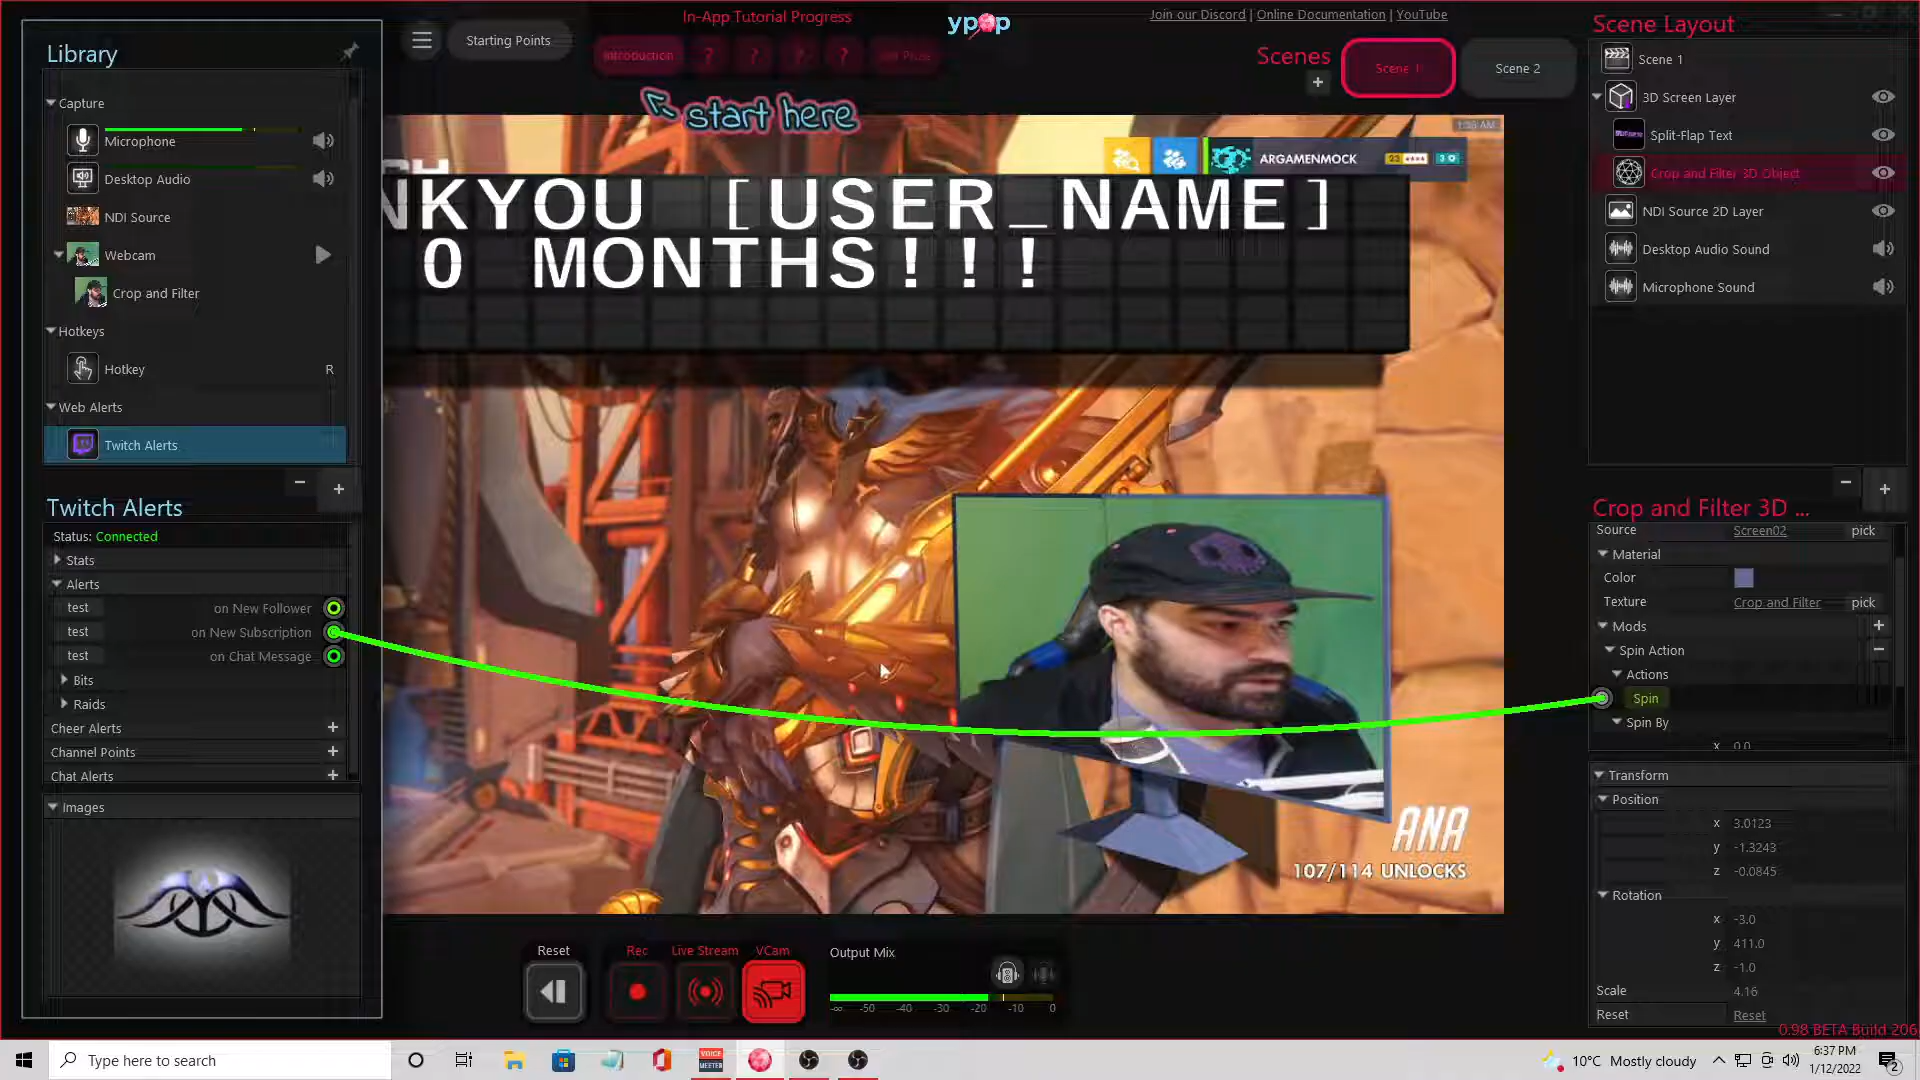 Library
Capture
Microphone
Desktop Audio
NDI Source
Webcam
Crop and Filter
Hotkeys
Hotkey R
Web Alerts
Twitch Alerts
Twitch Alerts
Status: Connected
Stats
Alerts
test on New Follower
test on New Subscription
test on Chat Message
Bits
Raids
Cheer Alerts
Channel Points
Chat Alerts
Images
Starting Points
In-App Tutorial Progress
Introduction ? ? ? ?
start here
ypop
Join our Discord | Online Documentation | YouTube
Scenes
Scene 1
Scene 2
1:36 AM
ARGAMENMOCK
23
3
NKYOU [USER_NAME]
0 MONTHS!!!
ANA
107/114 UNLOCKS
Reset
Rec
Live Stream
VCam
Output Mix
-∞ -50 -40 -30 -20 -10 0
Scene Layout
Scene 1
3D Screen Layer
Split-Flap Text
Crop and Filter 3D Object
NDI Source 2D Layer
Desktop Audio Sound
Microphone Sound
Crop and Filter 3D ...
Source Screen02 pick
Material
Color
Texture Crop and Filter pick
Mods
Spin Action
Actions
Spin
Spin By
x 0.0
Transform
Position
x 3.0123
y -1.3243
z -0.0845
Rotation
x -3.0
y 411.0
z -1.0
Scale 4.16
Reset Reset
0.98 BETA Build 206
Type here to search
VOICE
MEETER
10°C Mostly cloudy
6:37 PM
1/12/2022
2